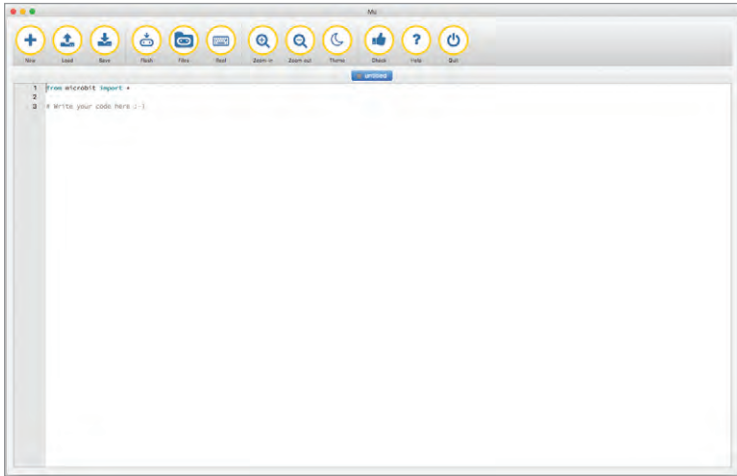 Mu
New Load Save Flash Files Repl Zoom in Zoom out Theme Check Help Quit
untitled
1 from microbit import *
2
3 # Write your code here :-)